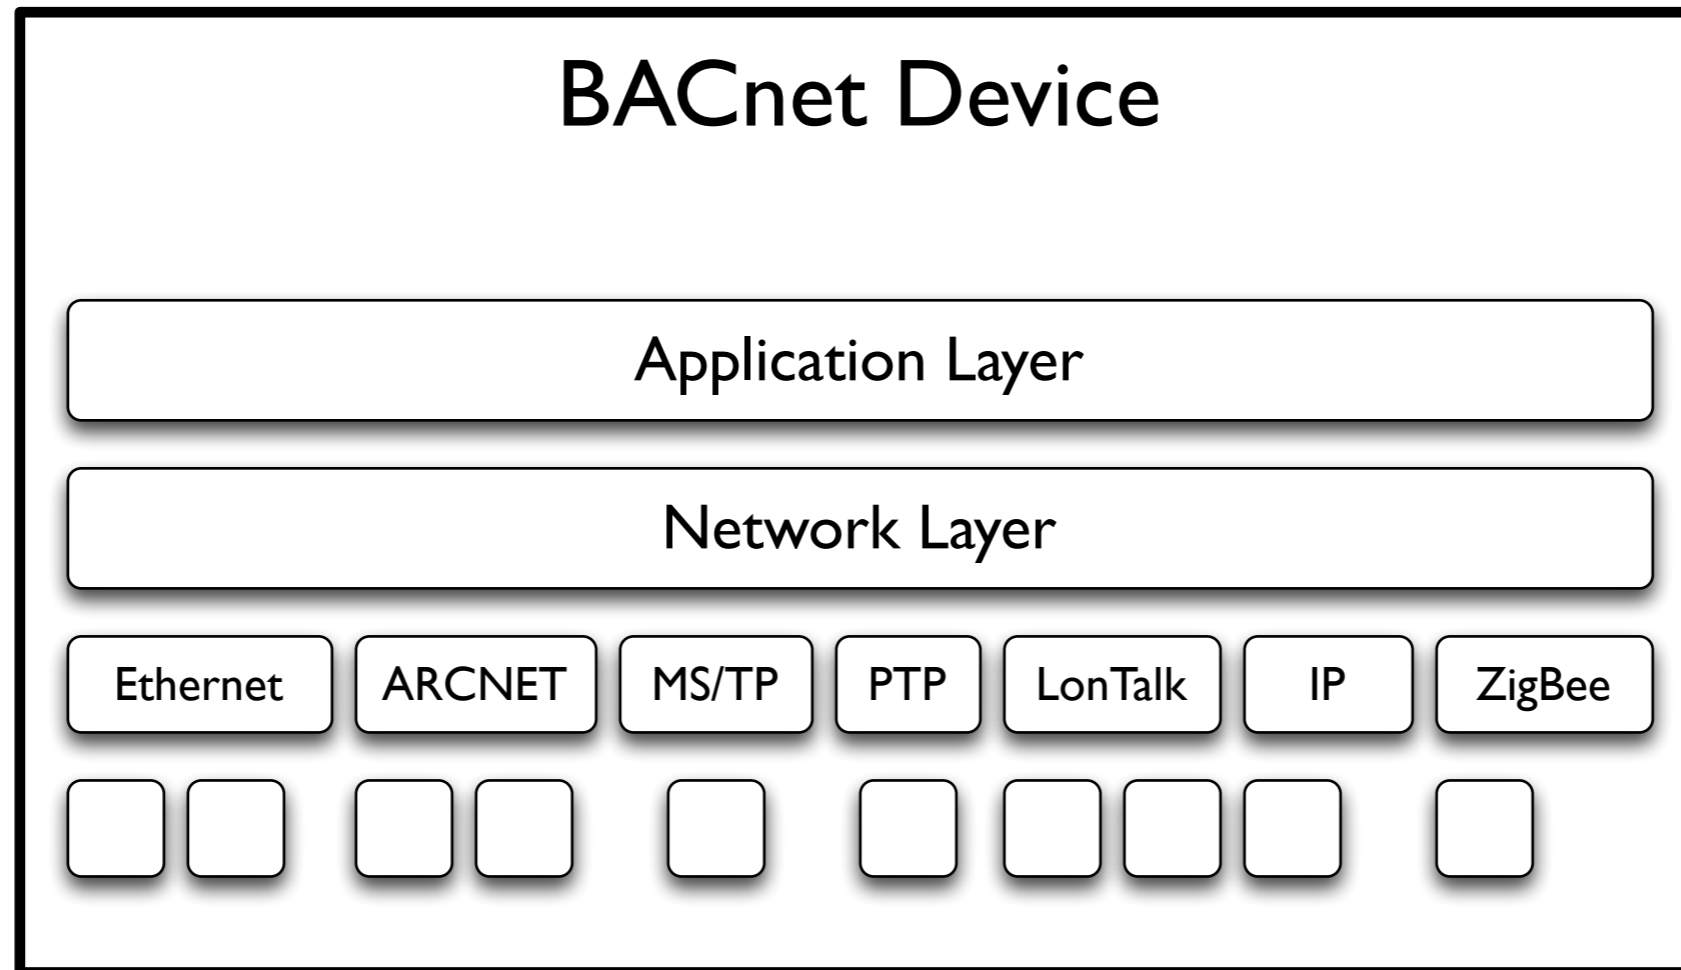 BACnet Device
Application Layer
Network Layer
Ethernet ARCNET MS/TP PTP LonTalk IP ZigBee